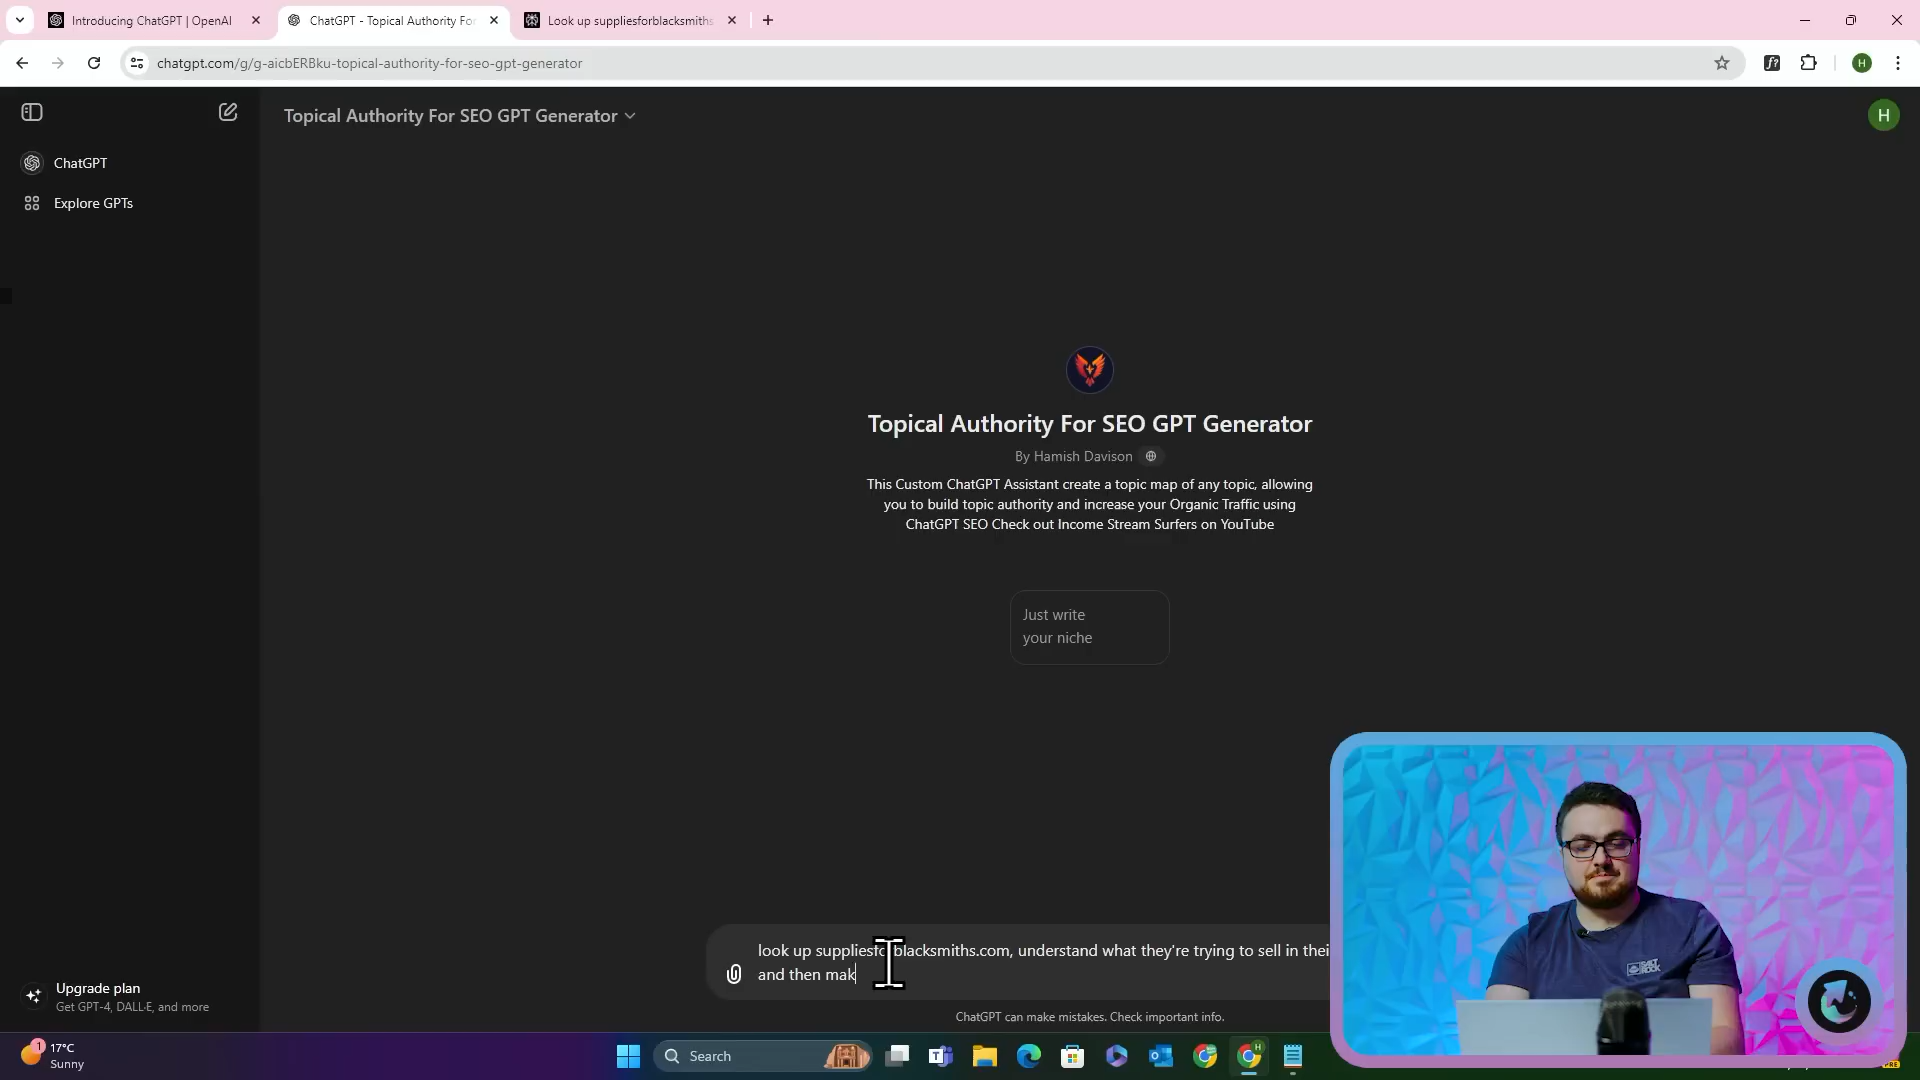 Introducing ChatGPT | OpenAI
ChatGPT - Topical Authority Fo
Look up suppliesforblacksmiths
chatgpt.com/g/g-aicbERBku-topical-authority-for-seo-gpt-generator
H
Topical Authority For SEO GPT Generator
H
ChatGPT
Explore GPTs
Topical Authority For SEO GPT Generator
By Hamish Davison
This Custom ChatGPT Assistant create a topic map of any topic, allowing
you to build topic authority and increase your Organic Traffic using
ChatGPT SEO Check out Income Stream Surfers on YouTube
Just write
your niche
look up suppliesforblacksmiths.com, understand what they're trying to sell in thei
and then mak
Upgrade plan
Get GPT-4, DALL·E, and more
ChatGPT can make mistakes. Check important info.
1
17°C
Sunny
Search
H
PRE